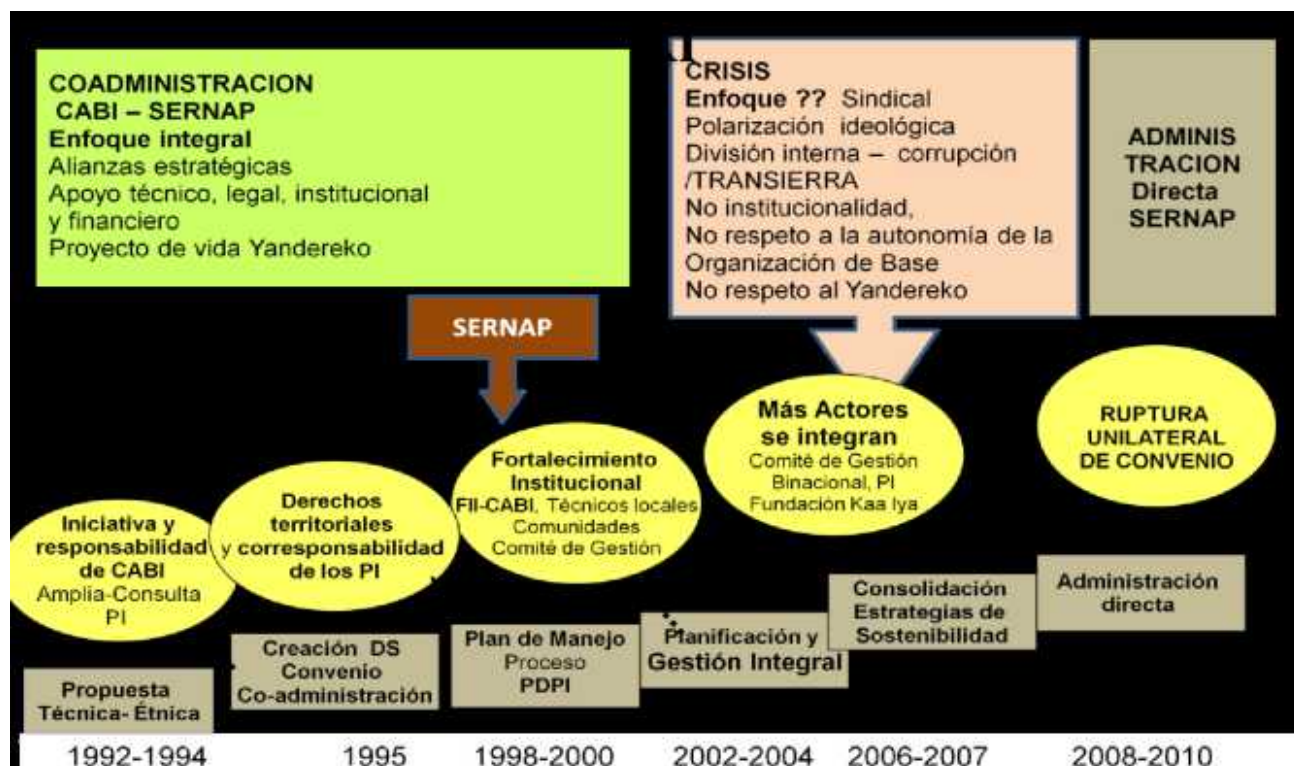 COADMINISTRACION
CABI – SERNAP
Enfoque integral
Alianzas estratégicas
Apoyo técnico, legal, institucional
y financiero
Proyecto de vida Yandereko
CRISIS
Enfoque ?? Sindical
Polarización ideológica
División interna – corrupción
/TRANSIERRA
No institucionalidad,
No respeto a la autonomía de la
Organización de Base
No respeto al Yandereko
ADMINIS
TRACION
Directa
SERNAP
SERNAP
Iniciativa y
responsabilidad
de CABI
Amplia-Consulta
PI
Derechos
territoriales
y corresponsabilidad
de los PI
Fortalecimiento
Institucional
FII-CABI, Técnicos locales
Comunidades
Comité de Gestión
Más Actores
se integran
Comité de Gestión
Binacional, PI
Fundación Kaa Iya
RUPTURA
UNILATERAL
DE CONVENIO
Propuesta
Técnica- Étnica
Creación DS
Convenio
Co-administración
Plan de Manejo
Proceso
PDPI
Planificación y
Gestión Integral
Consolidación
Estrategias de
Sostenibilidad
Administración
directa
1992-1994 1995 1998-2000 2002-2004 2006-2007 2008-2010